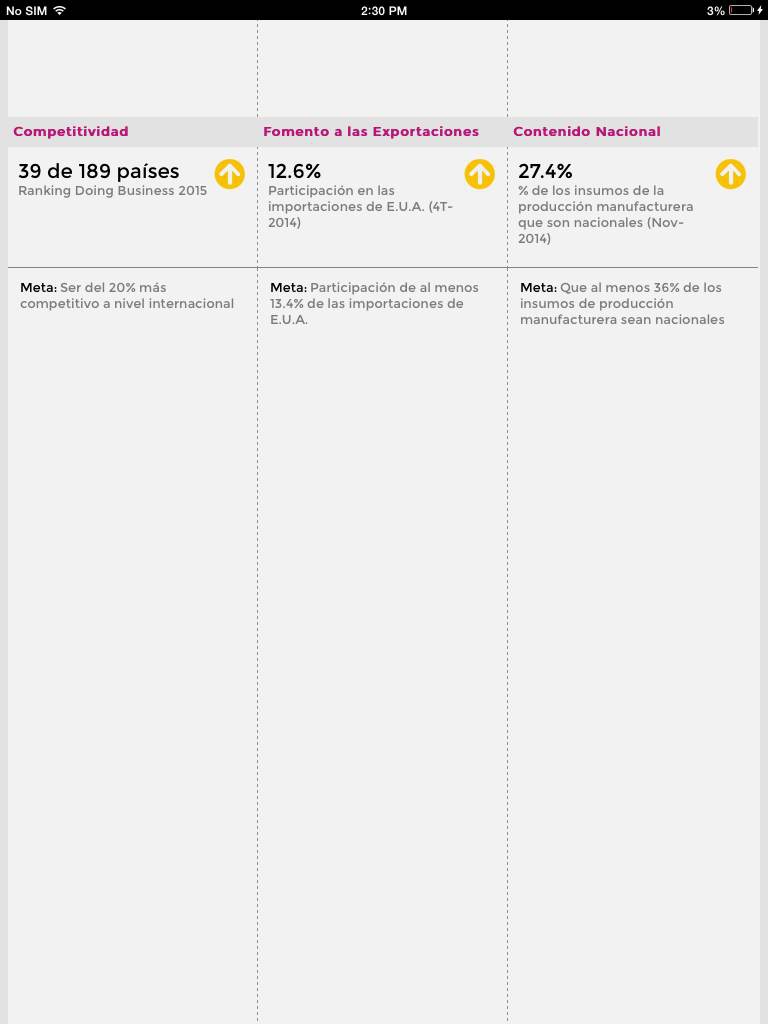 No SIM 2:30 PM 3%
Competitividad
39 de 189 países
Ranking Doing Business 2015
Meta: Ser del 20% más
competitivo a nivel internacional
Fomento a las Exportaciones
12.6%
Participación en las
importaciones de E.U.A. (4T-
2014)
Meta: Participación de al menos
13.4% de las importaciones de
E.U.A.
Contenido Nacional
27.4%
% de los insumos de la
producción manufacturera
que son nacionales (Nov-
2014)
Meta: Que al menos 36% de los
insumos de producción
manufacturera sean nacionales